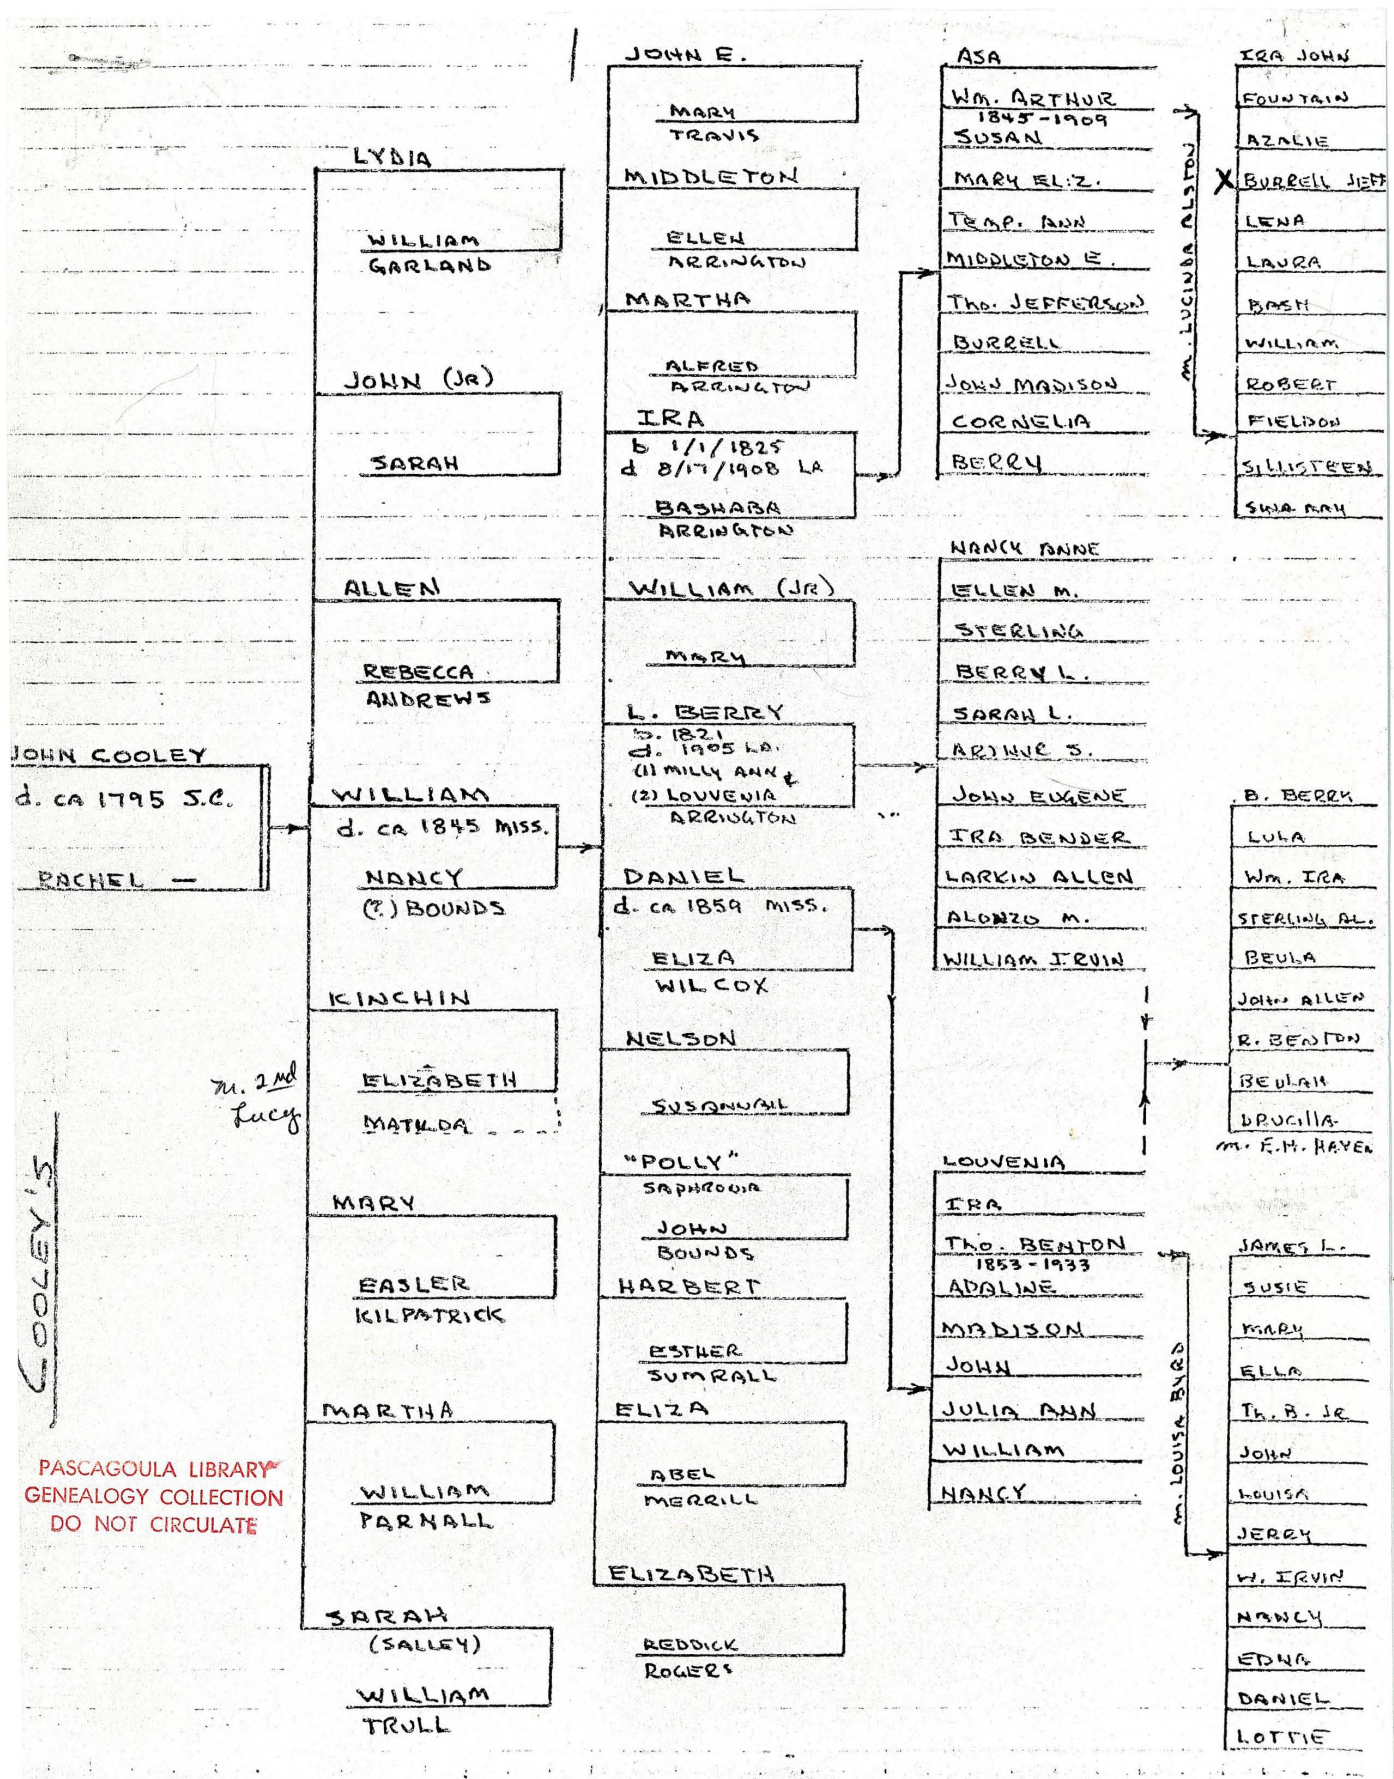 JOHN COOLEY
d. ca 1795 S.C.
RACHEL —
COOLEY'S
PASCAGOULA LIBRARY
GENEALOGY COLLECTION
DO NOT CIRCULATE
LYDIA
WILLIAM
GARLAND
JOHN (JR)
SARAH
ALLEN
REBECCA
ANDREWS
WILLIAM
d. ca 1845 MISS.
NANCY
(?) BOUNDS
KINCHIN
m. 2nd
Lucy
ELIZABETH
MATILDA
MARY
EASLER
KILPATRICK
MARTHA
WILLIAM
PARNALL
SARAH
(SALLEY)
WILLIAM
TRULL
JOHN E.
MARY
TRAVIS
MIDDLETON
ELLEN
ARRINGTON
MARTHA
ALFRED
ARRINGTON
IRA
b 1/1/1825
d 8/17/1908 LA
BASHABA
ARRINGTON
WILLIAM (JR)
MARY
L. BERRY
b. 1821
d. 1905 LA.
(1) MILLY ANN &
(2) LOUVENIA
ARRINGTON
DANIEL
d. ca 1859 MISS.
ELIZA
WILCOX
NELSON
SUSANNAH
"POLLY"
SAPHRONIA
JOHN
BOUNDS
HARBERT
ESTHER
SUMRALL
ELIZA
ABEL
MERRILL
ELIZABETH
REDDICK
ROGERS
ASA
Wm. ARTHUR
1845-1909
SUSAN
MARY ELIZ.
TEMP. ANN
MIDDLETON E.
Tho. JEFFERSON
BURRELL
JOHN MADISON
CORNELIA
BERRY
m. LUCINDA ALSTON
NANCY ANNE
ELLEN M.
STERLING
BERRY L.
SARAH L.
ARTHUR S.
JOHN EUGENE
IRA BENDER
LARKIN ALLEN
ALONZO M.
WILLIAM IRVIN
LOUVENIA
IRA
Tho. BENTON
1853-1933
ADALINE
MADISON
JOHN
JULIA ANN
WILLIAM
NANCY
m. LOUISA BYRD
IRA JOHN
FOUNTAIN
AZALIE
X BURRELL JEFF
LENA
LAURA
BASH
WILLIAM
ROBERT
FIELDON
SILLISTEEN
B. BERRY
LULA
Wm. IRA
STERLING AL.
BEULA
JOHN ALLEN
R. BENTON
BEULAH
DRUCILLA
m. E.H. HAVEN
JAMES L.
SUSIE
MARY
ELLA
Th. B. JR
JOHN
LOUISA
JERRY
W. IRVIN
NANCY
EDNA
DANIEL
LOTTIE